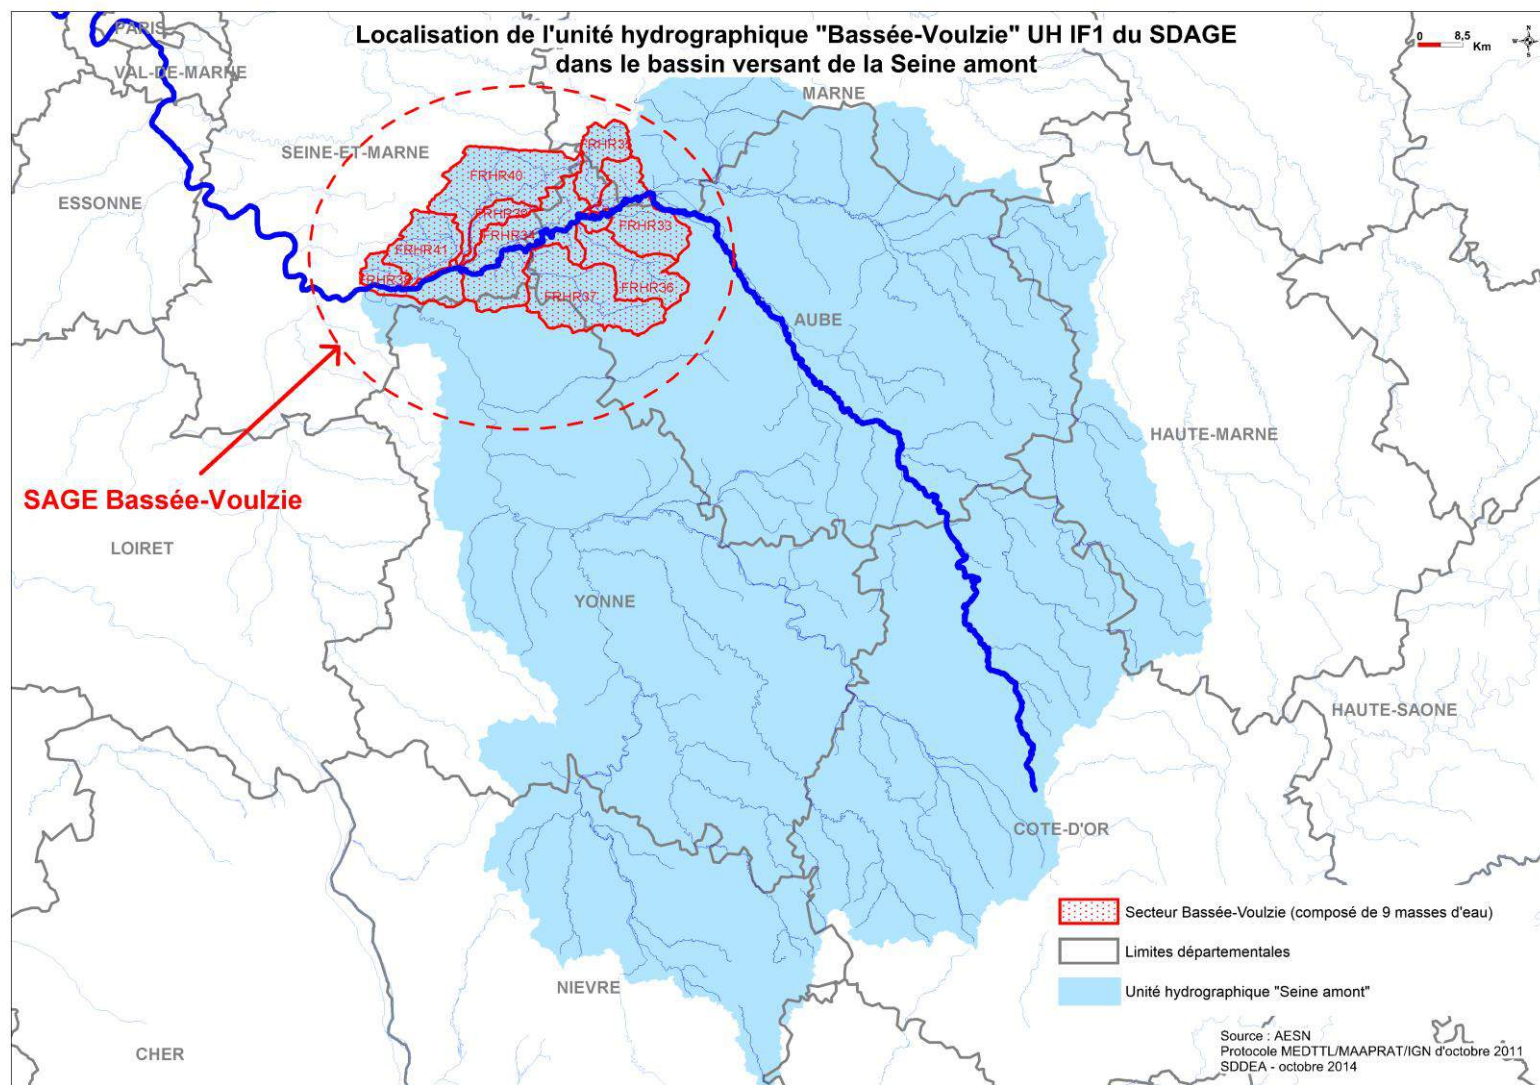 Localisation de l'unité hydrographique "Bassée-Voulzie" UH IF1 du SDAGE
dans le bassin versant de la Seine amont
0 8,5
Km
PARIS
VAL-DE-MARNE
MARNE
SEINE-ET-MARNE
ESSONNE
FRHR40
FRHR33
FRHR34
FRHR41
FRHR36
FRHR37
AUBE
HAUTE-MARNE
SAGE Bassée-Voulzie
LOIRET
YONNE
HAUTE-SAONE
COTE-D'OR
NIEVRE
CHER
Secteur Bassée-Voulzie (composé de 9 masses d'eau)
Limites départementales
Unité hydrographique "Seine amont"
Source : AESN
Protocole MEDTTL/MAAPRAT/IGN d'octobre 2011
SDDEA - octobre 2014